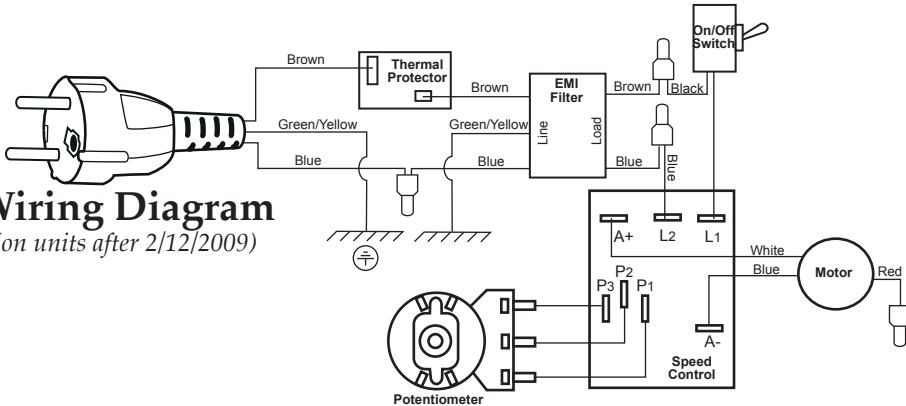 On/Off
Switch
Brown
Thermal
Protector
Brown
EMI
Filter
Brown
Black
Green/Yellow
Green/Yellow
Line
Load
Blue
Blue
Blue
Blue
Wiring Diagram
on units after 2/12/2009)
A+
L2
L1
White
Blue
Motor
Red
P3
P2
P1
A-
Speed
Control
Potentiometer